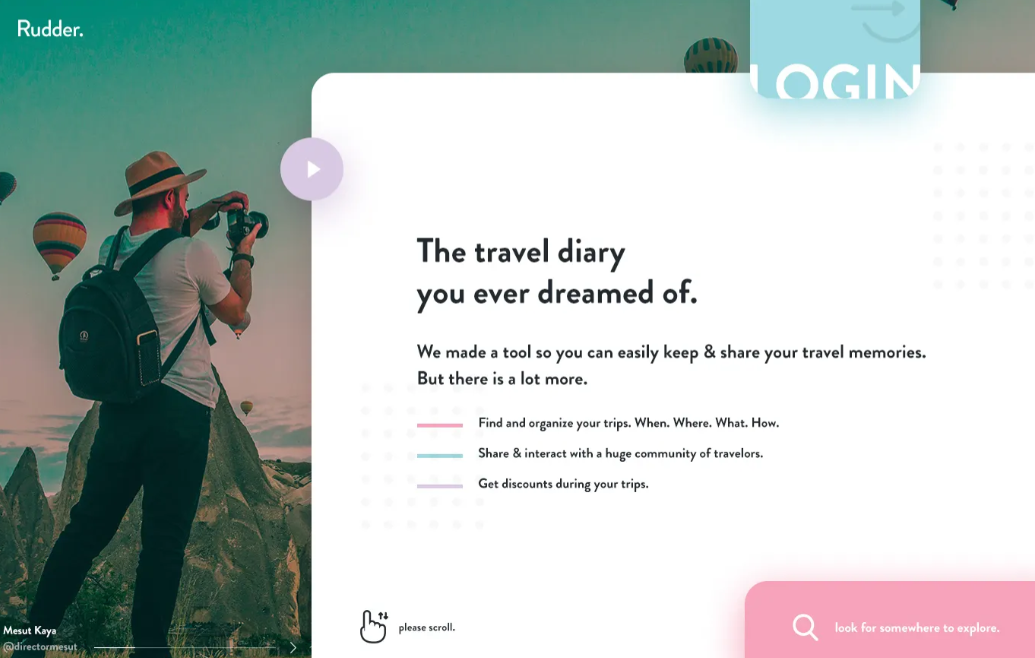 Rudder.
LOGIN
The travel diary
you ever dreamed of.
We made a tool so you can easily keep & share your travel memories.
But there is a lot more.
Find and organize your trips. When. Where. What. How.
Share & interact with a huge community of travelors.
Get discounts during your trips.
Mesut Kaya
@directormesut
please scroll.
look for somewhere to explore.